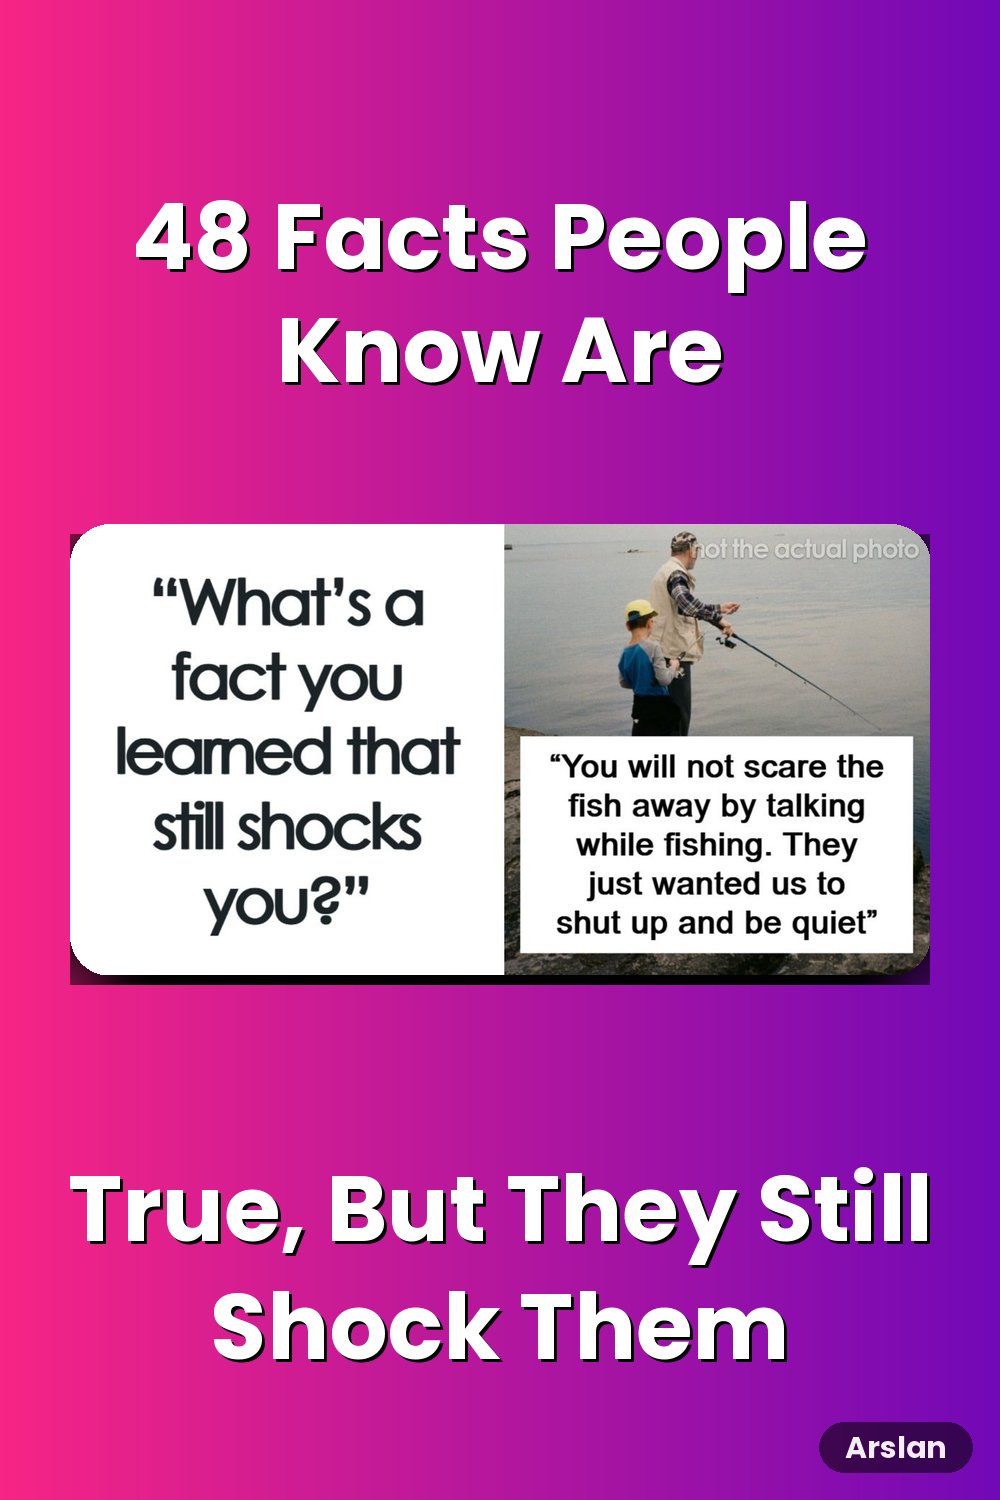 48 Facts People
Know Are
“What’s a
fact you
learned that
still shocks
you?”
not the actual photo
“You will not scare the
fish away by talking
while fishing. They
just wanted us to
shut up and be quiet”
True, But They Still
Shock Them
Arslan